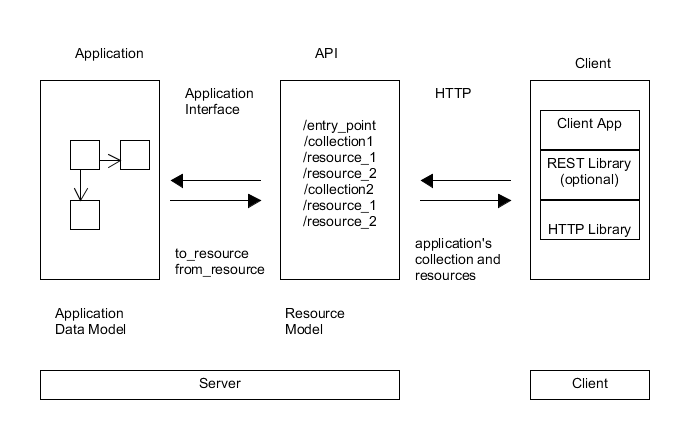 Application
API
Client
Application
Interface
HTTP
/entry_point
/collection1
/resource_1
/resource_2
/collection2
/resource_1
/resource_2
Client App
REST Library
(optional)
HTTP Library
to_resource
from_resource
application's
collection and
resources
Application
Data Model
Resource
Model
Server
Client